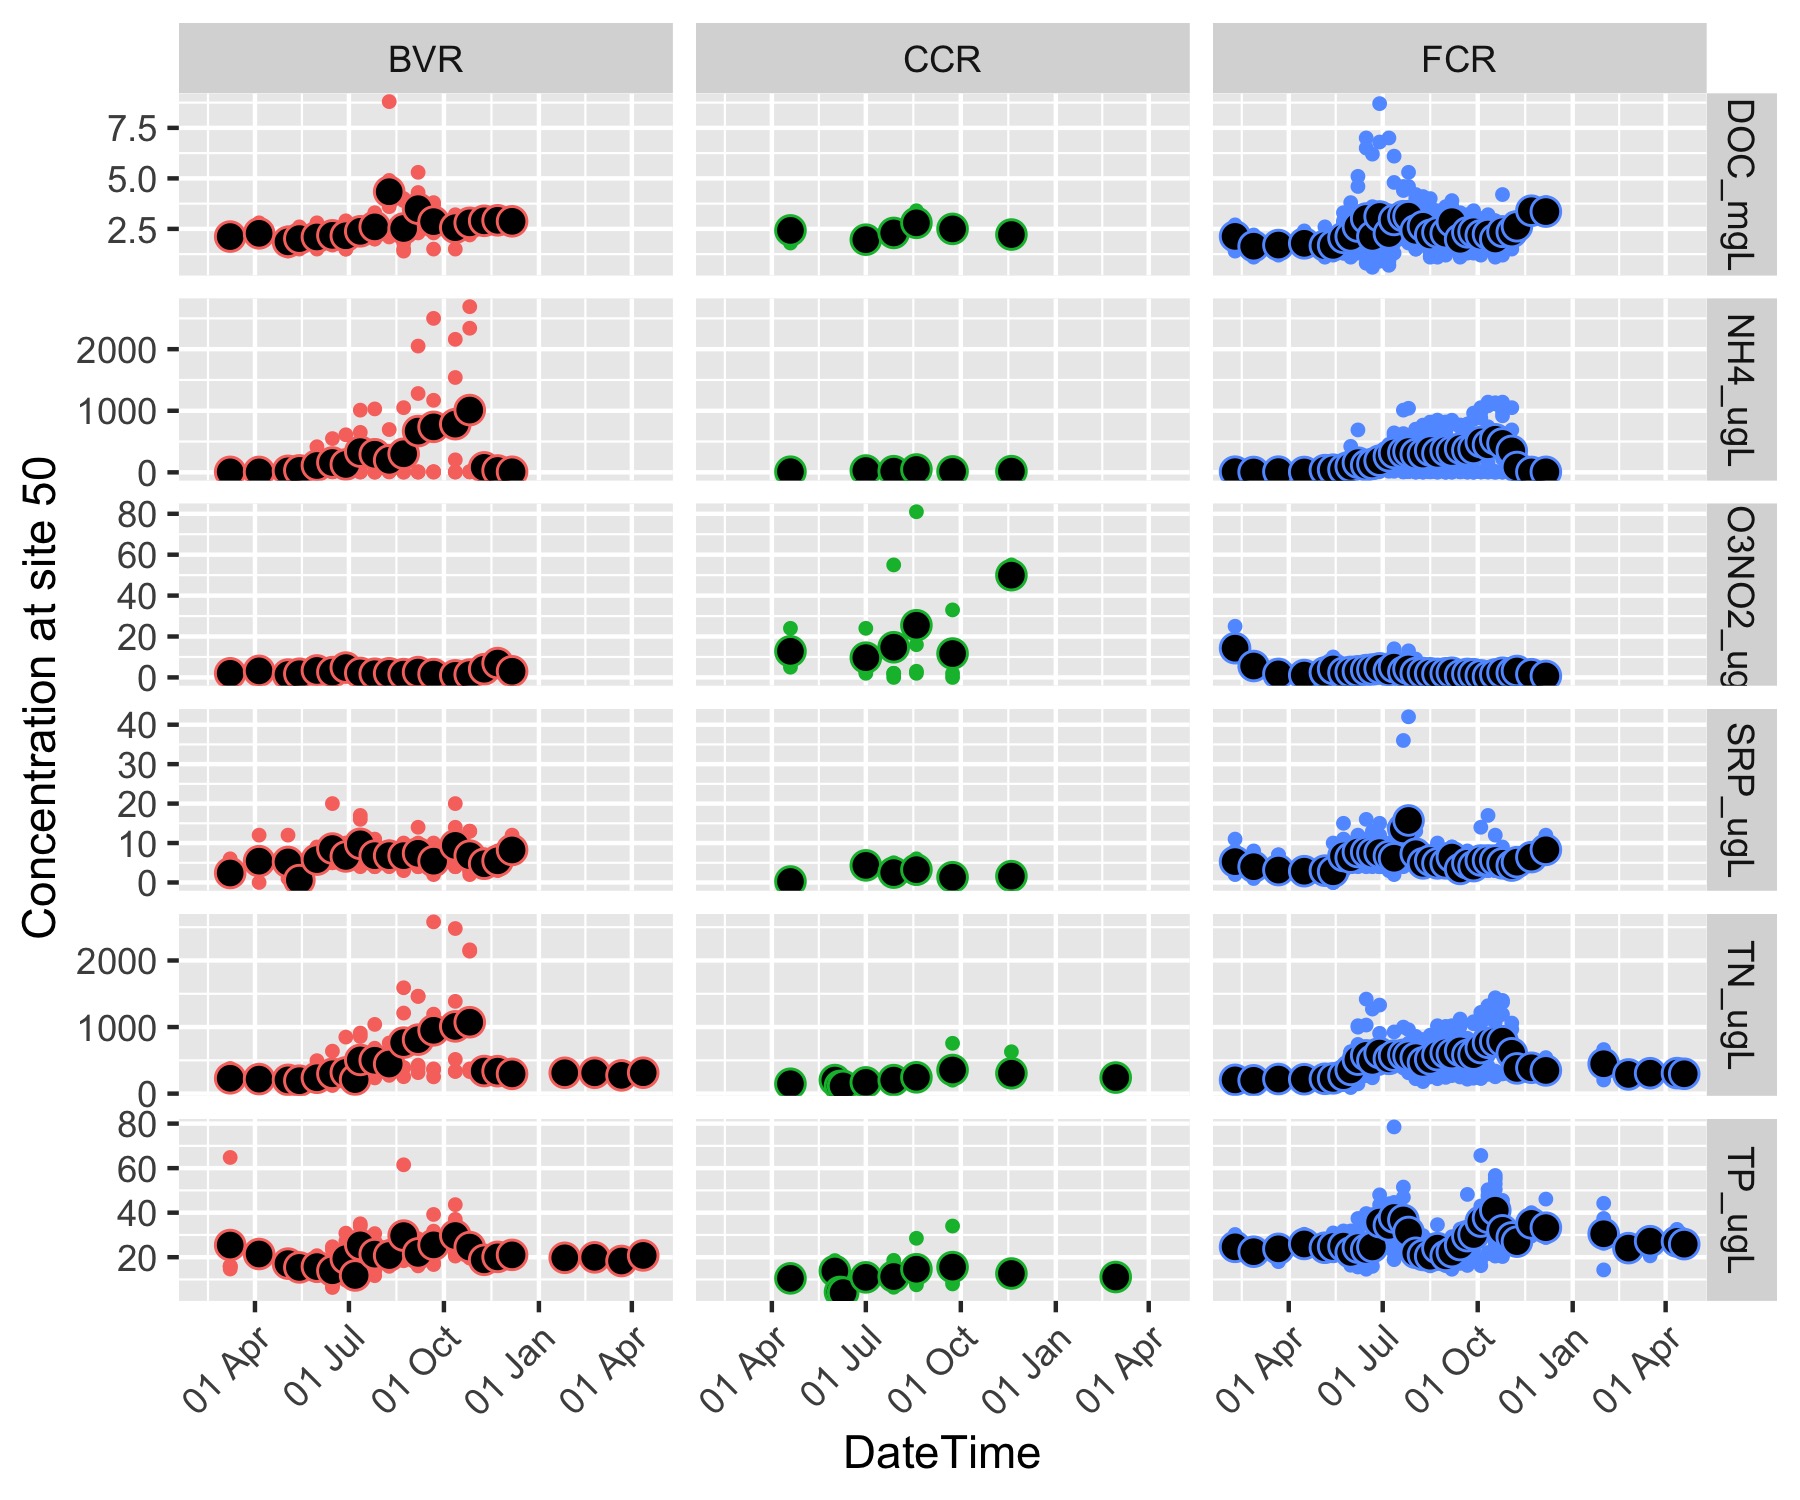 BVR CCR FCR
7.5
5.0
2.5
DOC_mgL
2000
1000
0
NH4_ugL
80
60
40
20
0
O3NO2_ug
40
30
20
10
0
SRP_ugL
2000
1000
0
TN_ugL
80
60
40
20
TP_ugL
Concentration at site 50
01 Apr 01 Jul 01 Oct 01 Jan 01 Apr 01 Apr 01 Jul 01 Oct 01 Jan 01 Apr 01 Apr 01 Jul 01 Oct 01 Jan 01 Apr
DateTime